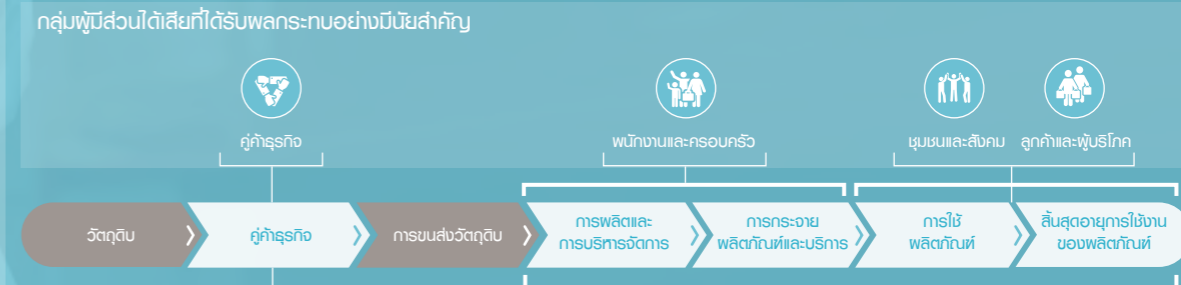 กลุ่มผู้มีส่วนได้เสียที่ได้รับผลกระทบอย่างมีนัยสำคัญ
คู่ค้าธุรกิจ
พนักงานและครอบครัว
ชุมชนและสังคม
ลูกค้าและผู้บริโภค
วัตถุดิบ
คู่ค้าธุรกิจ
การขนส่งวัตถุดิบ
การผลิตและ
การบริหารจัดการ
การกระจาย
ผลิตภัณฑ์และบริการ
การใช้
ผลิตภัณฑ์
สิ้นสุดอายุการใช้งาน
ของผลิตภัณฑ์